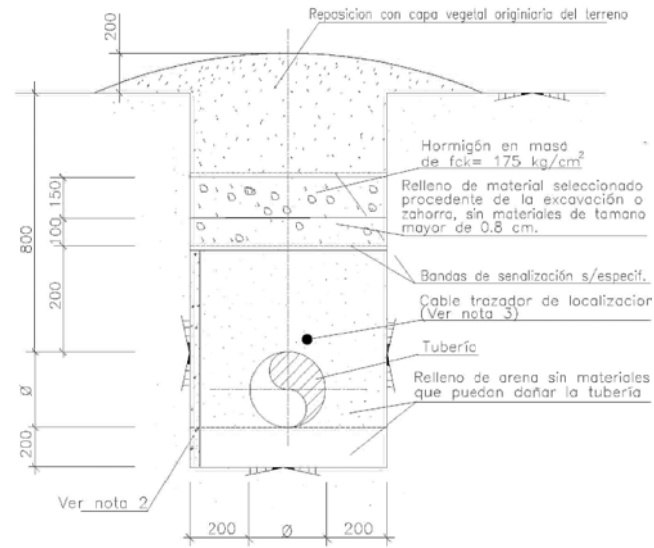 200
Reposicion con capa vegetal originiaria del terreno
Hormigón en masa
de fck= 175 kg/cm²
Relleno de material seleccionado
procedente de la excavación o
zahorra, sin materiales de tamano
mayor de 0.8 cm.
800
150
100
200
Bandas de senalización s/especif.
Cable trazador de localizacion
(Ver nota 3)
Tubería
Relleno de arena sin materiales
que puedan dañar la tubería
Ø
200
Ver nota 2
200
Ø
200